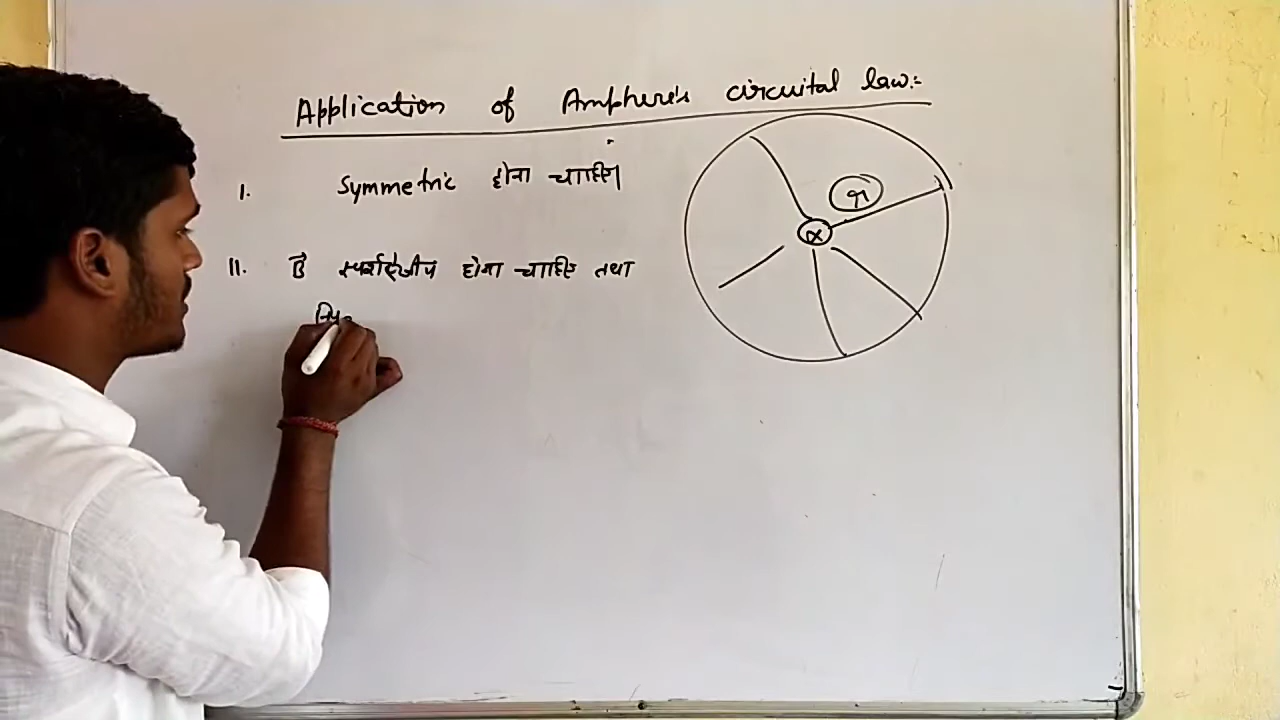 Application of Amphere's circuital law:-
I. Symmetric होना चाहिए।
II. B⃗ स्पर्शरेखीय होना चाहिए तथा
निय
r